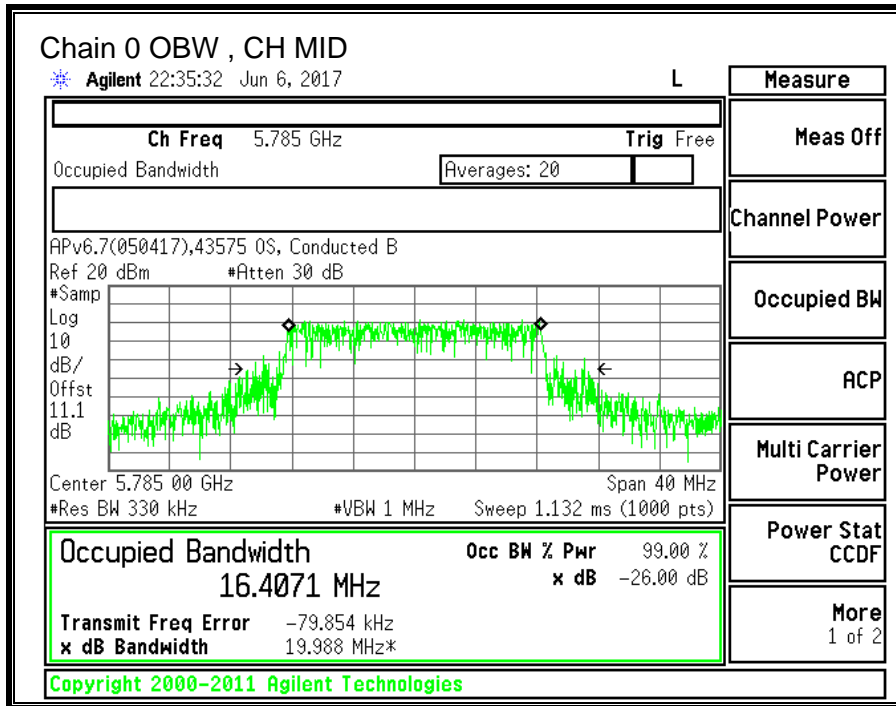 Chain 0 OBW , CH MID
Agilent 22:35:32 Jun 6, 2017 L
Measure
Ch Freq 5.785 GHz Trig Free
Meas Off
Occupied Bandwidth Averages: 20
Channel Power
APv6.7(050417),43575 OS, Conducted B
Ref 20 dBm #Atten 30 dB
#Samp
Log
10
dB/
Offst
11.1
dB
Occupied BW
ACP
Multi Carrier
Power
Center 5.785 00 GHz Span 40 MHz
#Res BW 330 kHz #VBW 1 MHz Sweep 1.132 ms (1000 pts)
Power Stat
CCDF
Occupied Bandwidth Occ BW % Pwr 99.00 %
16.4071 MHz x dB -26.00 dB
Transmit Freq Error -79.854 kHz
x dB Bandwidth 19.988 MHz*
More
1 of 2
Copyright 2000-2011 Agilent Technologies